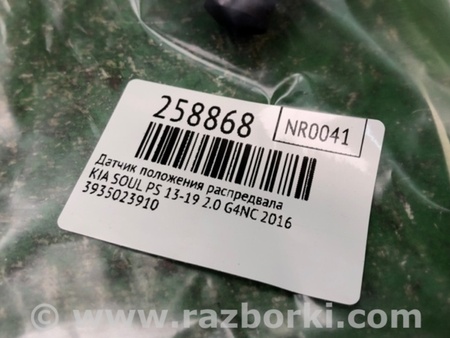 258868
NR0041
Датчик положения распредвала
KIA SOUL PS 13-19 2.0 G4NC 2016
3935023910
© www.razborki.com